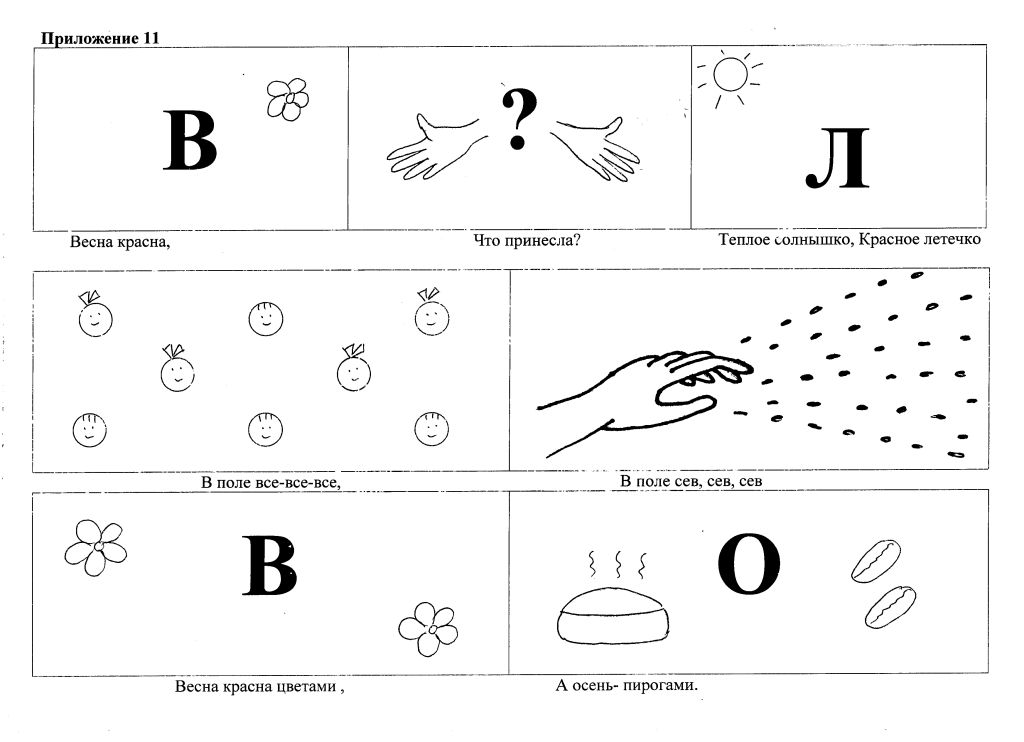 Приложение 11
В
?
Л
Весна красна,
Что принесла?
Теплое солнышко, Красное летечко
В поле все-все-все,
В поле сев, сев, сев
В
О
Весна красна цветами ,
А осень- пирогами.